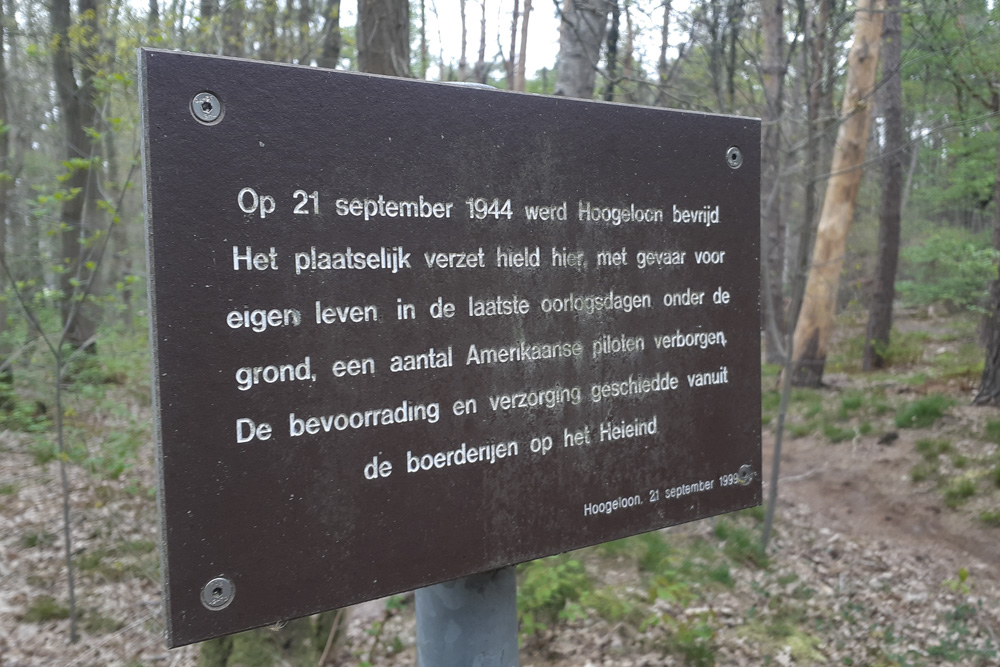 Op 21 september 1944 werd Hoogeloon bevrijd
Het plaatselijk verzet hield hier, met gevaar voor
eigen leven in de laatste oorlogsdagen onder de
grond, een aantal Amerikaanse piloten verborgen.
De bevoorrading en verzorging geschiedde vanuit
de boerderijen op het Heieind
Hoogeloon, 21 september 1999